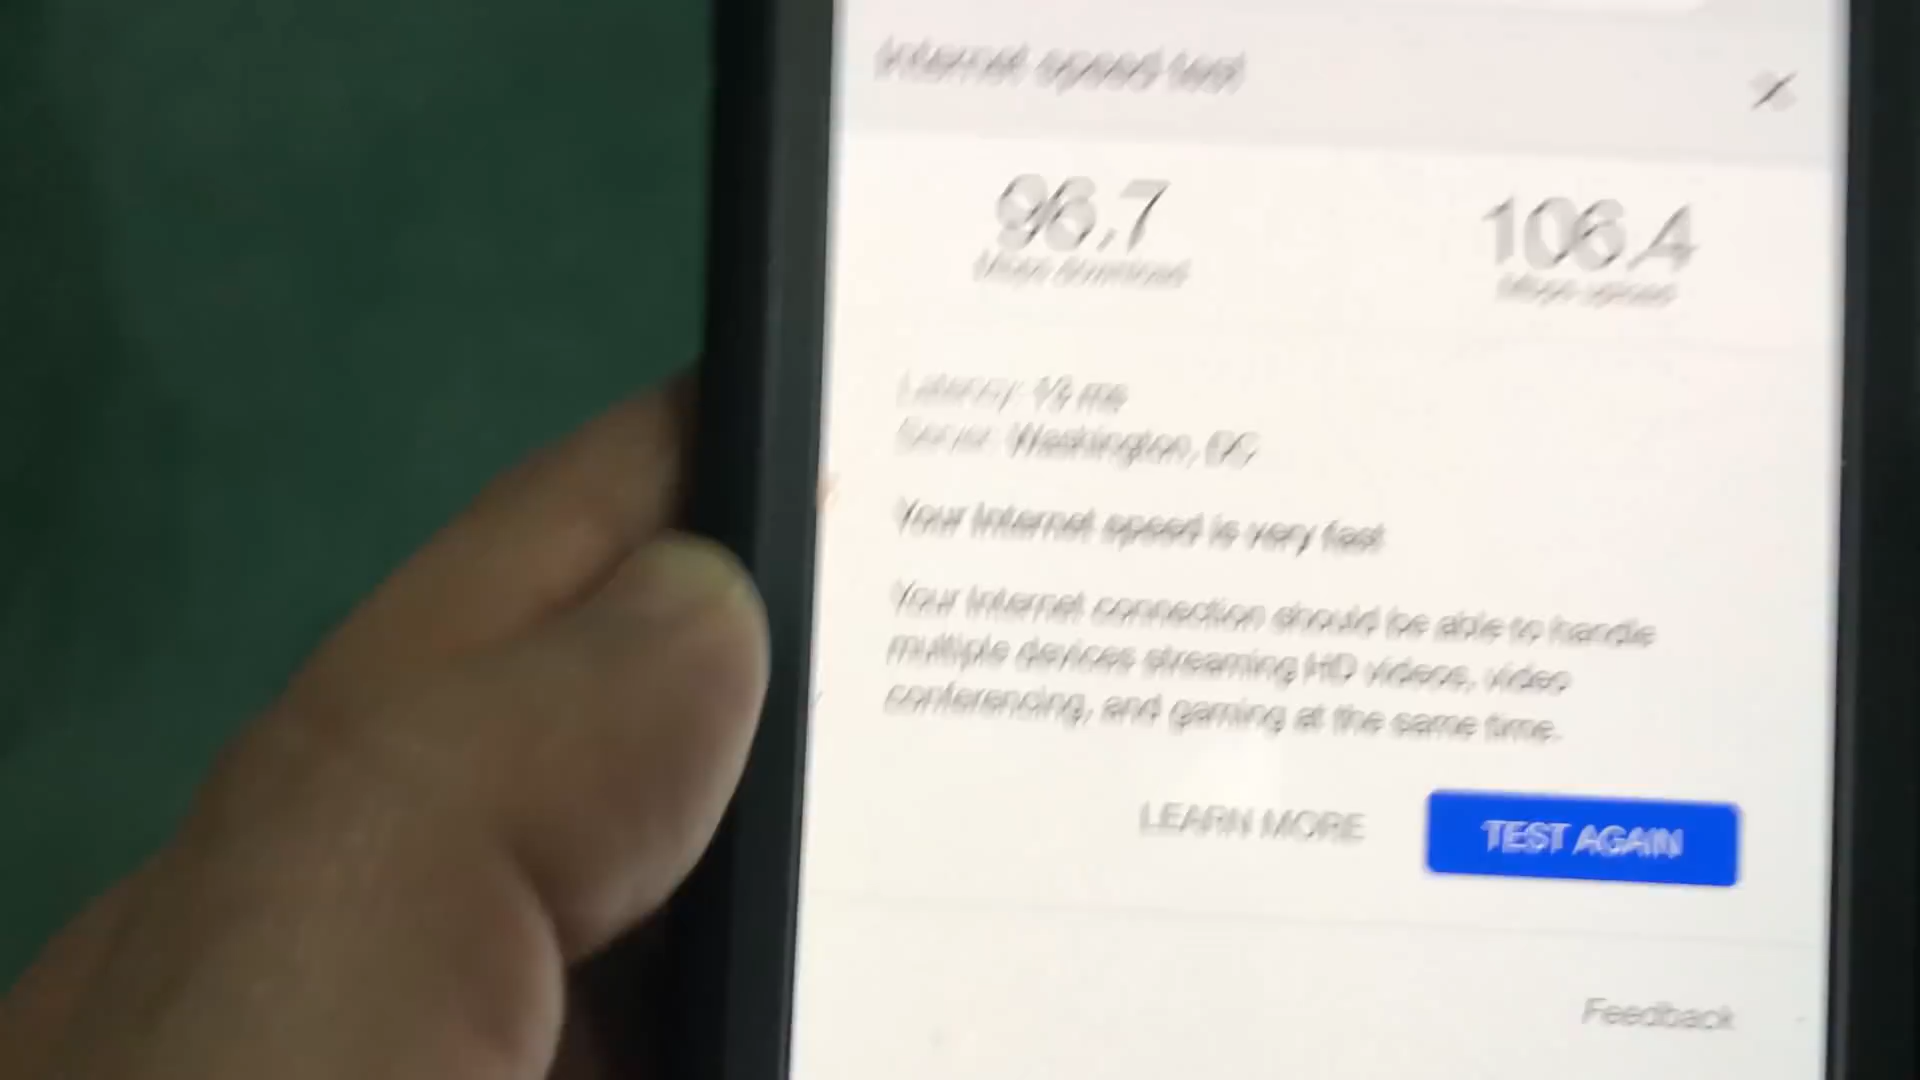 Internet speed test
96.7
Mbps download
106.4
Mbps upload
Latency: ms
Server: Washington, DC
Your Internet speed is very fast
Your Internet connection should be able to handle
multiple devices streaming HD videos, video
conferencing, and gaming at the same time.
LEARN MORE
TEST AGAIN
Feedback